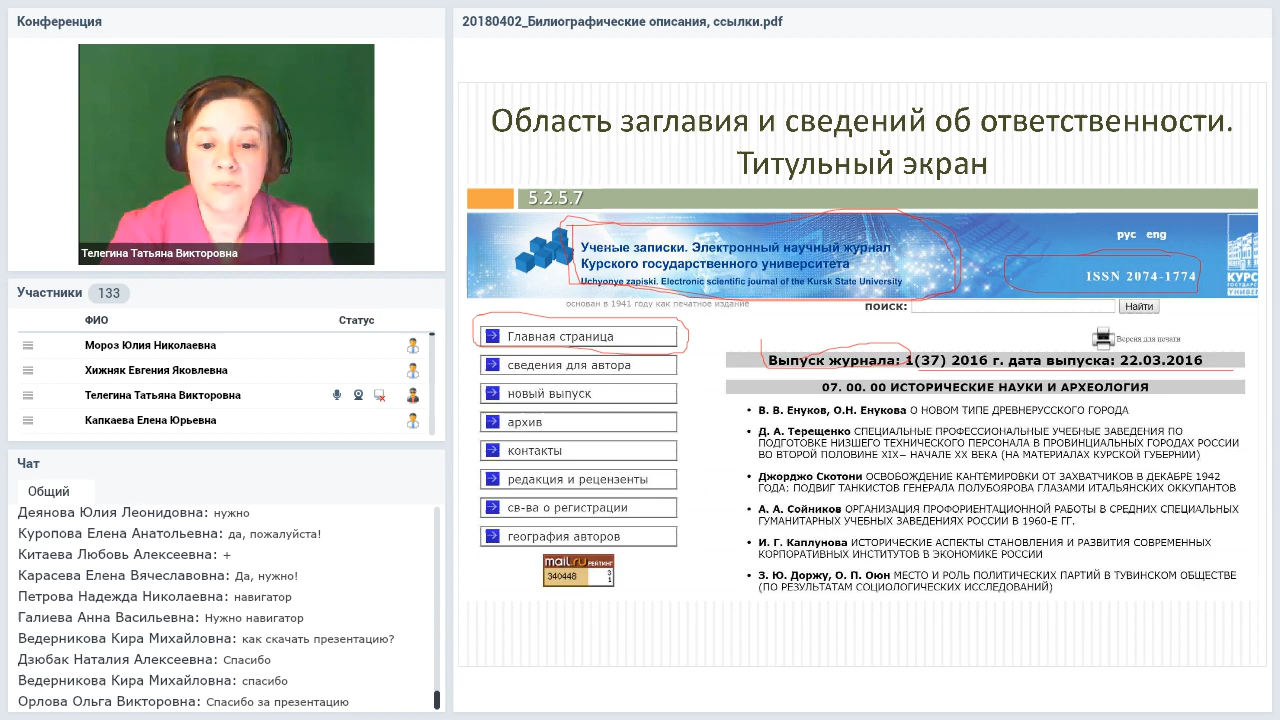 Конференция
Телегина Татьяна Викторовна
Участники 133
ФИО Статус
Мороз Юлия Николаевна
Хижняк Евгения Яковлевна
Телегина Татьяна Викторовна
Капкаева Елена Юрьевна
Чат
Общий
Деянова Юлия Леонидовна: нужно
Куропова Елена Анатольевна: да, пожалуйста!
Китаева Любовь Алексеевна: +
Карасева Елена Вячеславовна: Да, нужно!
Петрова Надежда Николаевна: навигатор
Галиева Анна Васильевна: Нужно навигатор
Ведерникова Кира Михайловна: как скачать презентацию?
Дзюбак Наталия Алексеевна: Спасибо
Ведерникова Кира Михайловна: спасибо
Орлова Ольга Викторовна: Спасибо за презентацию
20180402_Билиографические описания, ссылки.pdf
Область заглавия и сведений об ответственности.
Титульный экран
5.2.5.7
Ученые записки. Электронный научный журнал
Курского государственного университета
Uchyonye zapiski. Electronic scientific journal of the Kursk State University
рус eng
ISSN 2074-1774
основан в 1941 году как печатное издание
поиск: Найти
Версия для печати
Главная страница
сведения для автора
новый выпуск
архив
контакты
редакция и рецензенты
св-ва о регистрации
география авторов
mail.ru РЕЙТИНГ
340448 3
1
Выпуск журнала: 1(37) 2016 г. дата выпуска: 22.03.2016
07. 00. 00 ИСТОРИЧЕСКИЕ НАУКИ И АРХЕОЛОГИЯ
• В. В. Енуков, О.Н. Енукова О НОВОМ ТИПЕ ДРЕВНЕРУССКОГО ГОРОДА
• Д. А. Терещенко СПЕЦИАЛЬНЫЕ ПРОФЕССИОНАЛЬНЫЕ УЧЕБНЫЕ ЗАВЕДЕНИЯ ПО
ПОДГОТОВКЕ НИЗШЕГО ТЕХНИЧЕСКОГО ПЕРСОНАЛА В ПРОВИНЦИАЛЬНЫХ ГОРОДАХ РОССИИ
ВО ВТОРОЙ ПОЛОВИНЕ XIX– НАЧАЛЕ XX ВЕКА (НА МАТЕРИАЛАХ КУРСКОЙ ГУБЕРНИИ)
• Джорджо Скотони ОСВОБОЖДЕНИЕ КАНТЕМИРОВКИ ОТ ЗАХВАТЧИКОВ В ДЕКАБРЕ 1942
ГОДА: ПОДВИГ ТАНКИСТОВ ГЕНЕРАЛА ПОЛУБОЯРОВА ГЛАЗАМИ ИТАЛЬЯНСКИХ ОККУПАНТОВ
• А. А. Сойников ОРГАНИЗАЦИЯ ПРОФОРИЕНТАЦИОННОЙ РАБОТЫ В СРЕДНИХ СПЕЦИАЛЬНЫХ
ГУМАНИТАРНЫХ УЧЕБНЫХ ЗАВЕДЕНИЯХ РОССИИ В 1960-Е ГГ.
• И. Г. Каплунова ИСТОРИЧЕСКИЕ АСПЕКТЫ СТАНОВЛЕНИЯ И РАЗВИТИЯ СОВРЕМЕННЫХ
КОРПОРАТИВНЫХ ИНСТИТУТОВ В ЭКОНОМИКЕ РОССИИ
• З. Ю. Доржу, О. П. Оюн МЕСТО И РОЛЬ ПОЛИТИЧЕСКИХ ПАРТИЙ В ТУВИНСКОМ ОБЩЕСТВЕ
(ПО РЕЗУЛЬТАТАМ СОЦИОЛОГИЧЕСКИХ ИССЛЕДОВАНИЙ)